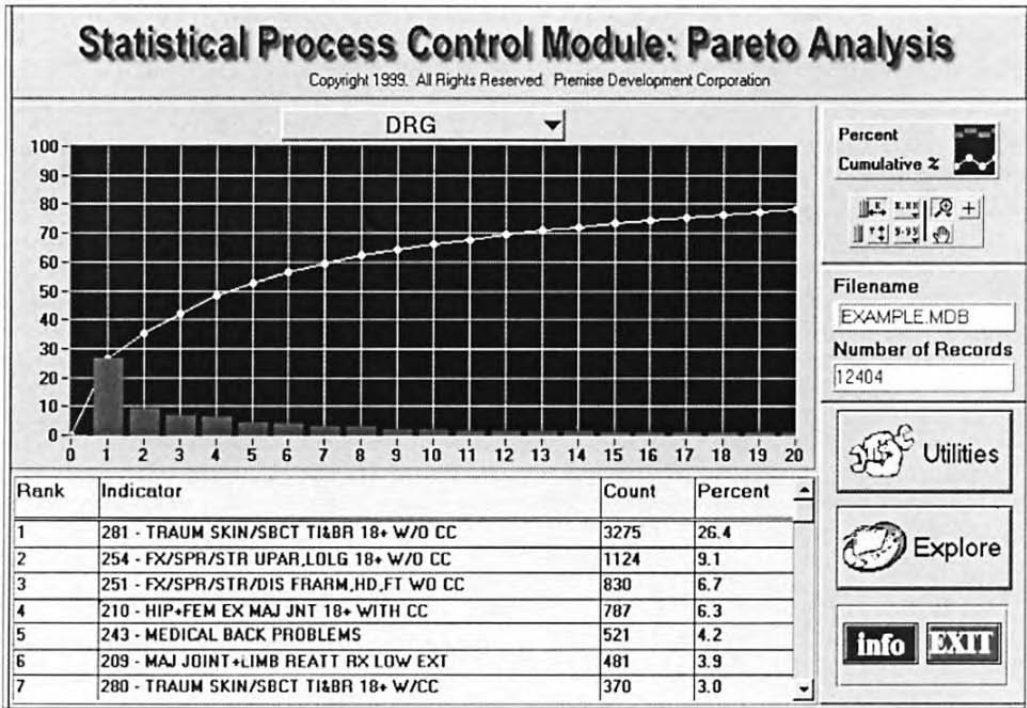 Statistical Process Control Module: Pareto Analysis
Copyright 1999. All Rights Reserved. Premise Development Corporation
DRG
100
90
80
70
60
50
40
30
20
10
0
0 1 2 3 4 5 6 7 8 9 10 11 12 13 14 15 16 17 18 19 20
Percent
Cumulative %
X X.XX
Y Y.YY
Filename
EXAMPLE.MDB
Number of Records
12404
Utilities
Explore
info EXIT
Rank Indicator Count Percent
1 281 - TRAUM SKIN/SBCT TI&BR 18+ W/O CC 3275 26.4
2 254 - FX/SPR/STR UPAR,LOLG 18+ W/O CC 1124 9.1
3 251 - FX/SPR/STR/DIS FRARM,HD,FT WO CC 830 6.7
4 210 - HIP+FEM EX MAJ JNT 18+ WITH CC 787 6.3
5 243 - MEDICAL BACK PROBLEMS 521 4.2
6 209 - MAJ JOINT+LIMB REATT RX LOW EXT 481 3.9
7 280 - TRAUM SKIN/SBCT TI&BR 18+ W/CC 370 3.0